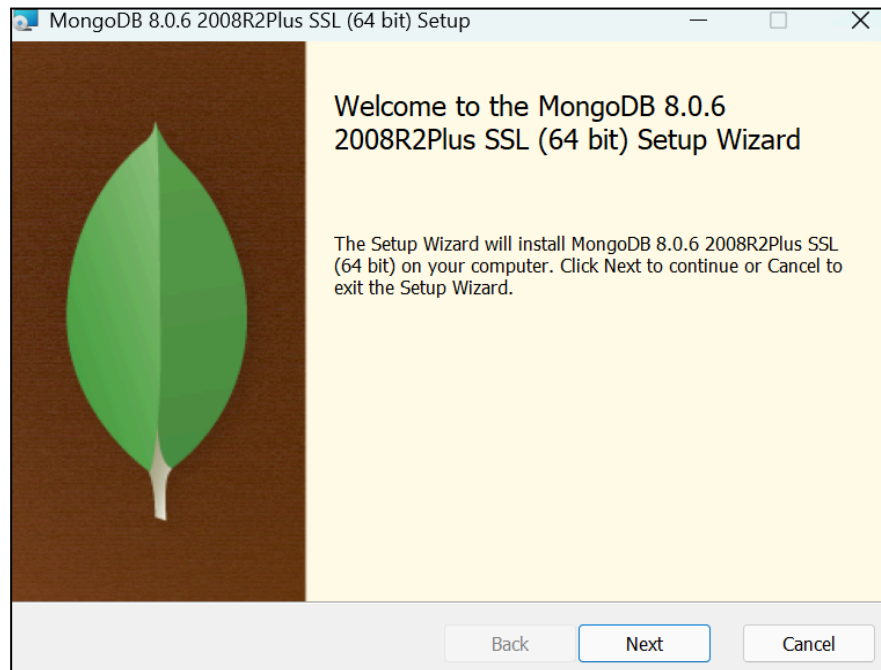 MongoDB 8.0.6 2008R2Plus SSL (64 bit) Setup
Welcome to the MongoDB 8.0.6
2008R2Plus SSL (64 bit) Setup Wizard
The Setup Wizard will install MongoDB 8.0.6 2008R2Plus SSL
(64 bit) on your computer. Click Next to continue or Cancel to
exit the Setup Wizard.
Back Next Cancel